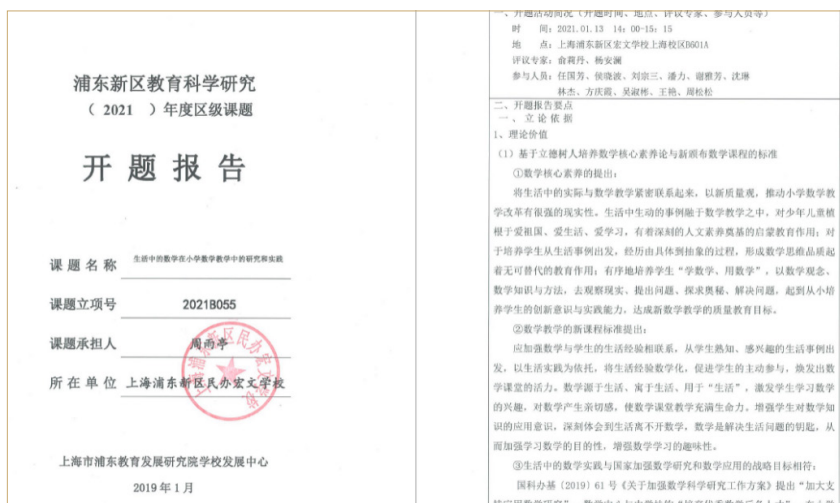 浦东新区教育科学研究
（ 2021 ）年度区级课题
开题报告
课题名称 生活中的数学在小学数学教学中的研究和实践
课题立项号 2021B055
课题承担人 周雨亭
所在单位 上海浦东新区民办宏文学校
上海市浦东教育发展研究院学校发展中心
2019 年 1 月
一、开题活动简况（开题时间、地点、评议专家、参与人员等）
时 间：2021.01.13 14：00-15：15
地 点：上海浦东新区宏文学校上海校区B601A
评议专家：俞莉丹、杨安澜
参与人员：任国芳、侯晓波、刘宗三、潘力、谢雅芳、沈琳
林杰、方庆霞、吴淑彬、王艳、周松松
二、开题报告要点
一、立论依据
1、理论价值
（1）基于立德树人培养数学核心素养论与新颁布数学课程的标准
①数学核心素养的提出：
将生活中的实际与数学教学紧密联系起来，以新质量观，推动小学数学教
学改革有很强的现实性。生活中生动的事例融于数学教学之中，对少年儿童植
根于爱祖国、爱生活、爱学习，有着深刻的人文素养奠基的启蒙教育作用；对
于培养学生从生活事例出发，经历由具体到抽象的过程，形成数学思维品质起
着无可替代的教育作用；有序地培养学生“学数学、用数学”，以数学观念、
数学知识与方法，去观察现实、提出问题、探求奥秘、解决问题，起到从小培
养学生的创新意识与实践能力，达成新数学教学的质量教育目标。
②数学教学的新课程标准提出：
应加强数学与学生的生活经验相联系，从学生熟知、感兴趣的生活事例出
发，以生活实践为依托，将生活经验数学化，促进学生的主动参与，焕发出数
学课堂的活力。数学源于生活、寓于生活、用于“生活”，激发学生学习数学
的兴趣，对数学产生亲切感，使数学课堂教学充满生命力。增强学生对数学知
识的应用意识，深刻体会到生活离不开数学，数学是解决生活问题的钥匙，从
而加强学习数学的目的性，增强数学学习的趣味性。
③生活中的数学实践与国家加强数学研究和数学应用的战略目标相符：
国科办基（2019）61 号《关于加强数学科学研究工作方案》提出“加大支